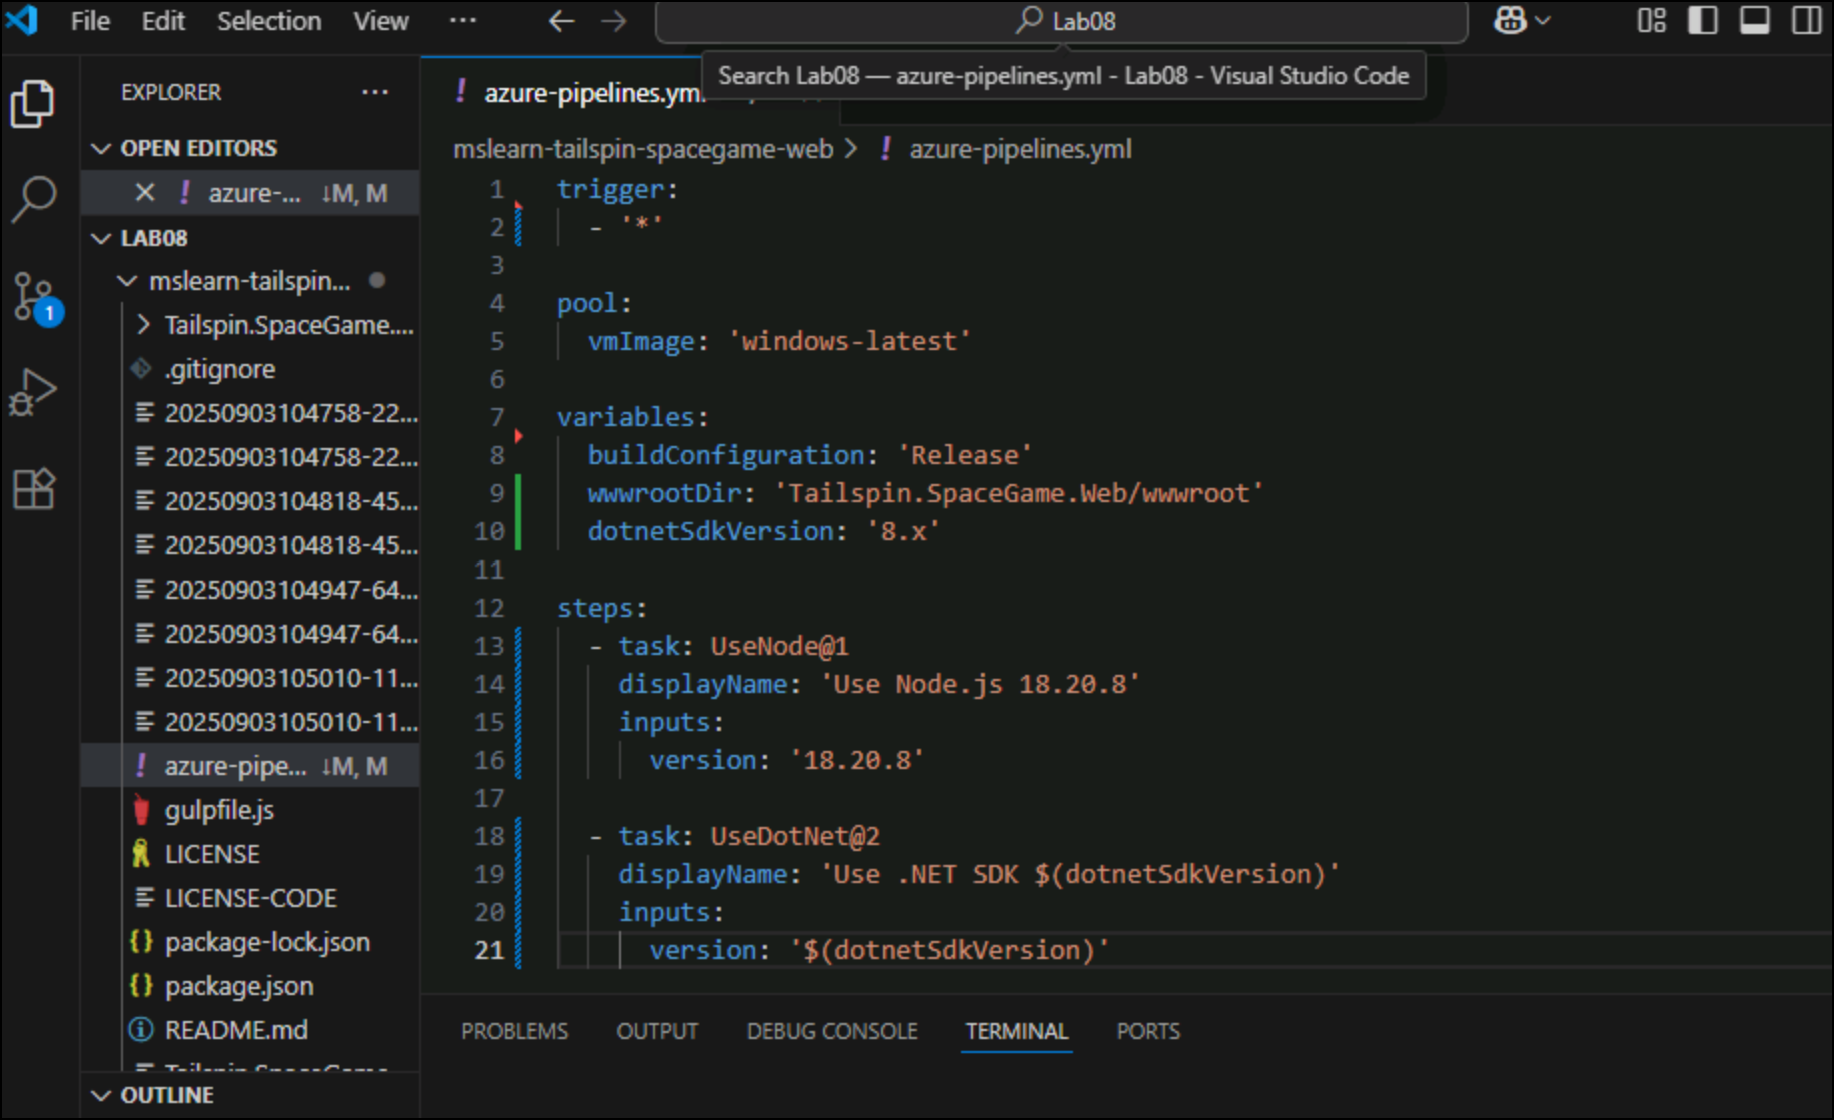 File Edit Selection View ··· Lab08
Search Lab08 — azure-pipelines.yml - Lab08 - Visual Studio Code
EXPLORER ···
OPEN EDITORS
azure-... ↓M, M
LAB08
mslearn-tailspin...
Tailspin.SpaceGame....
.gitignore
20250903104758-22...
20250903104758-22...
20250903104818-45...
20250903104818-45...
20250903104947-64...
20250903104947-64...
20250903105010-11...
20250903105010-11...
azure-pipe... ↓M, M
gulpfile.js
LICENSE
LICENSE-CODE
package-lock.json
package.json
README.md
OUTLINE
1
! azure-pipelines.yml
mslearn-tailspin-spacegame-web > ! azure-pipelines.yml
1 trigger:
2 - '*'
3
4 pool:
5 vmImage: 'windows-latest'
6
7 variables:
8 buildConfiguration: 'Release'
9 wwwrootDir: 'Tailspin.SpaceGame.Web/wwwroot'
10 dotnetSdkVersion: '8.x'
11
12 steps:
13 - task: UseNode@1
14 displayName: 'Use Node.js 18.20.8'
15 inputs:
16 version: '18.20.8'
17
18 - task: UseDotNet@2
19 displayName: 'Use .NET SDK $(dotnetSdkVersion)'
20 inputs:
21 version: '$(dotnetSdkVersion)'
PROBLEMS OUTPUT DEBUG CONSOLE TERMINAL PORTS